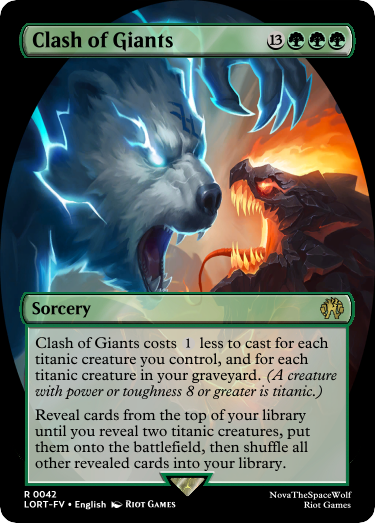 Clash of Giants 13
Sorcery
Clash of Giants costs 1 less to cast for each
titanic creature you control, and for each
titanic creature in your graveyard. (A creature
with power or toughness 8 or greater is titanic.)
Reveal cards from the top of your library
until you reveal two titanic creatures, put
them onto the battlefield, then shuffle all
other revealed cards into your library.
R 0042
LORT-FV • English Riot Games
NovaTheSpaceWolf
Riot Games